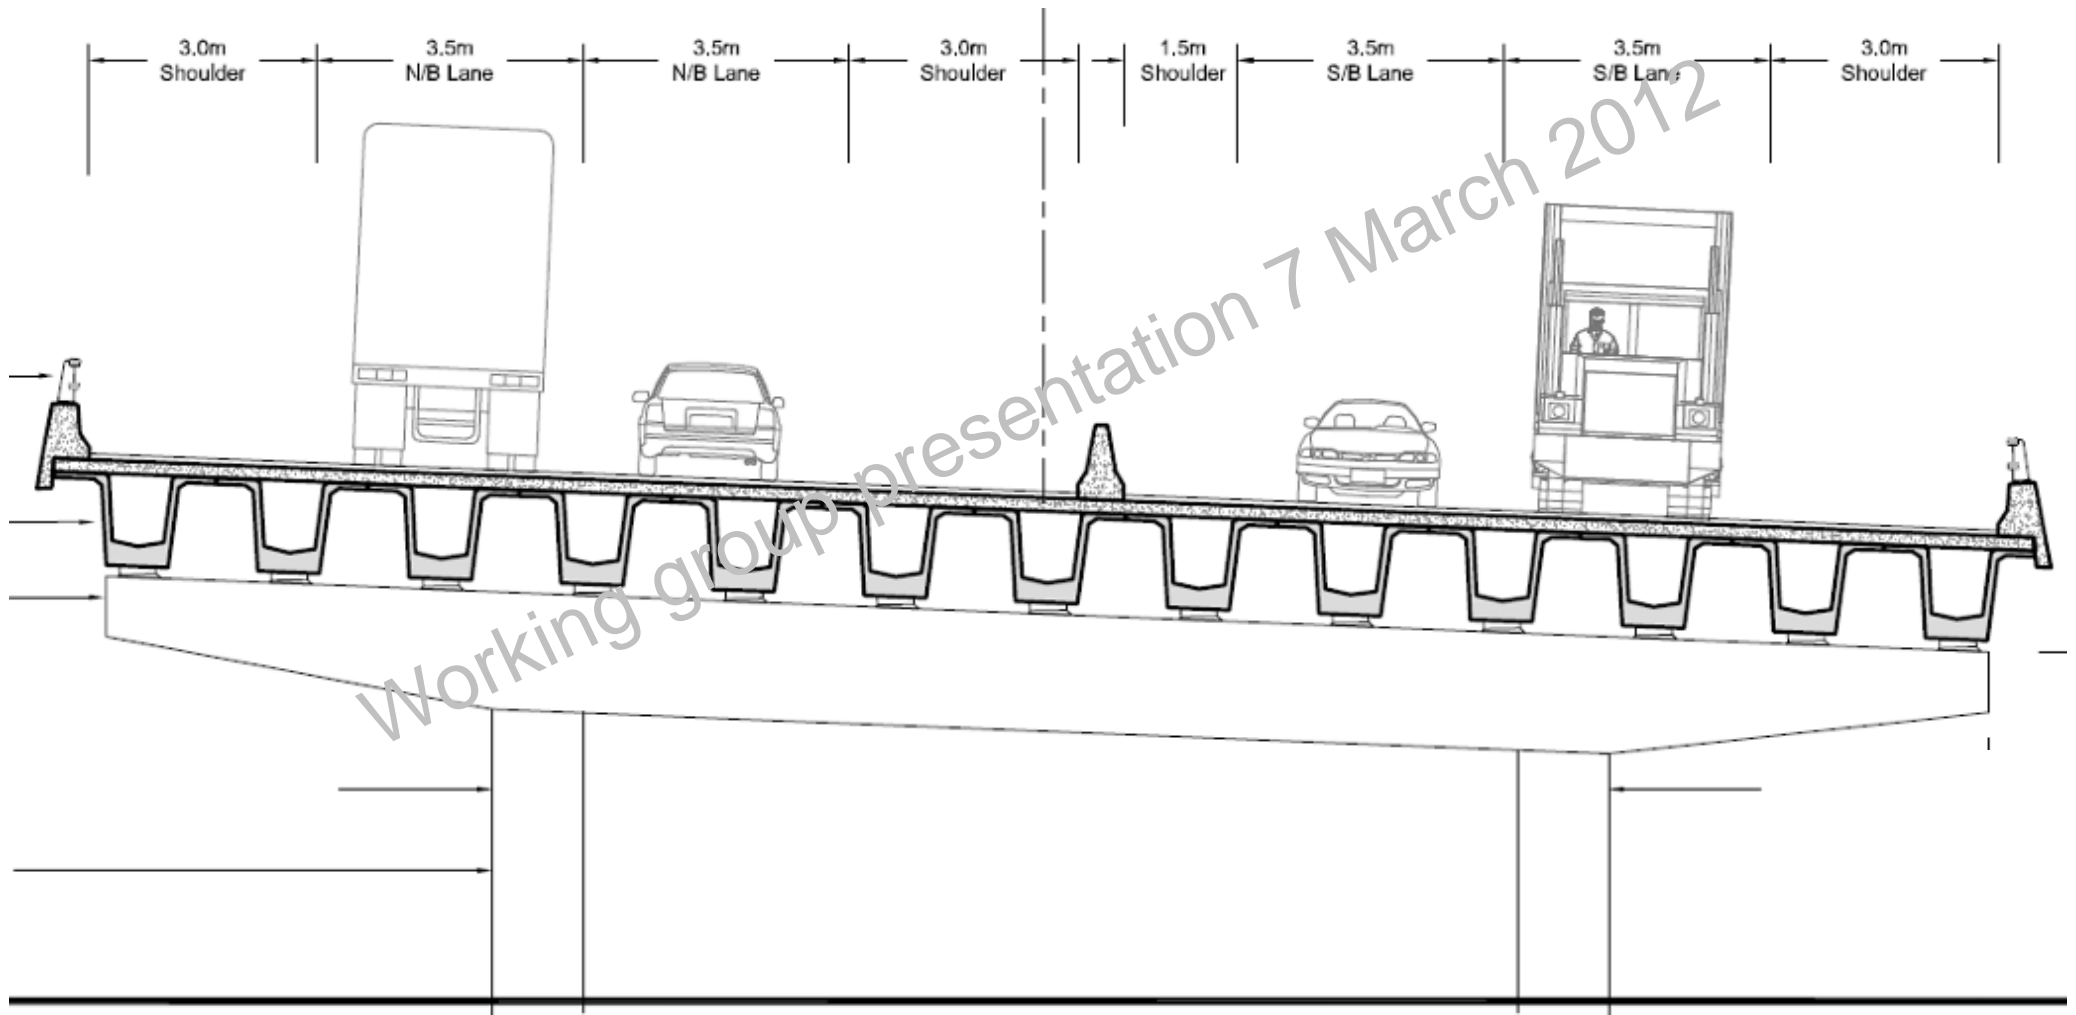 3.0m
Shoulder
3.5m
N/B Lane
3.5m
N/B Lane
3.0m
Shoulder
1.5m
Shoulder
3.5m
S/B Lane
3.5m
S/B Lane
3.0m
Shoulder
Working group presentation 7 March 2012